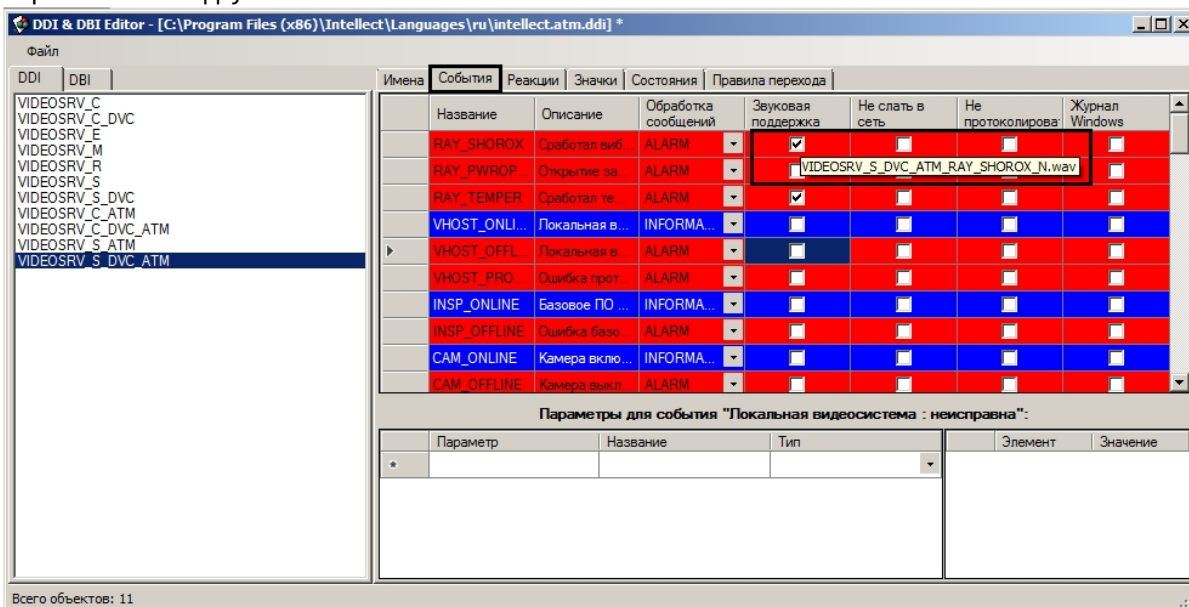 DDI & DBI Editor - [C:\Program Files (x86)\Intellect\Languages\ru\intellect.atm.ddi] *
Файл
DDI DBI
VIDEOSRV_C
VIDEOSRV_C_DVC
VIDEOSRV_E
VIDEOSRV_M
VIDEOSRV_R
VIDEOSRV_S
VIDEOSRV_S_DVC
VIDEOSRV_C_ATM
VIDEOSRV_C_DVC_ATM
VIDEOSRV_S_ATM
VIDEOSRV_S_DVC_ATM
Имена События Реакции Значки Состояния Правила перехода
Название Описание Обработка сообщений Звуковая поддержка Не слать в сеть Не протоколироват Журнал Windows
RAY_SHOROX Сработал виб... ALARM
VIDEOSRV_S_DVC_ATM_RAY_SHOROX_N.wav
RAY_PWROP... Открытие за... ALARM
RAY_TEMPER Сработал те... ALARM
VHOST_ONLI... Локальная в... INFORMA...
VHOST_OFFL... Локальная в... ALARM
VHOST_PRO... Ошибка прот... ALARM
INSP_ONLINE Базовое ПО ... INFORMA...
INSP_OFFLINE Ошибка базо... ALARM
CAM_ONLINE Камера вклю... INFORMA...
CAM_OFFLINE Камера выкл... ALARM
Параметры для события "Локальная видеосистема : неисправна":
Параметр Название Тип Элемент Значение
Всего объектов: 11